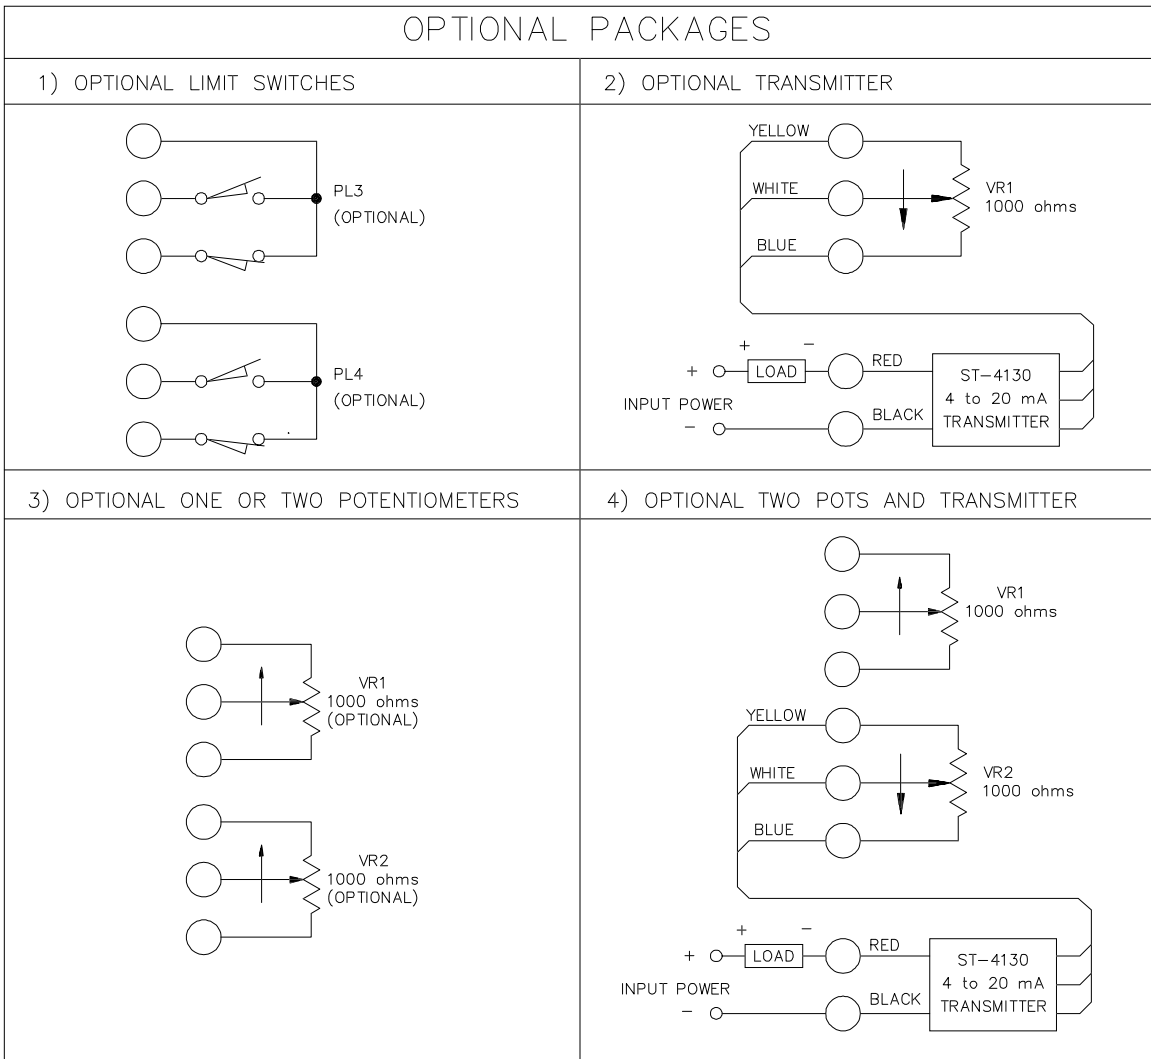 OPTIONAL PACKAGES
1) OPTIONAL LIMIT SWITCHES
PL3
(OPTIONAL)
PL4
(OPTIONAL)
2) OPTIONAL TRANSMITTER
YELLOW
WHITE
BLUE
VR1
1000 ohms
+ -
+ LOAD RED
INPUT POWER
- BLACK
ST-4130
4 to 20 mA
TRANSMITTER
3) OPTIONAL ONE OR TWO POTENTIOMETERS
VR1
1000 ohms
(OPTIONAL)
VR2
1000 ohms
(OPTIONAL)
4) OPTIONAL TWO POTS AND TRANSMITTER
VR1
1000 ohms
YELLOW
WHITE
BLUE
VR2
1000 ohms
+ -
+ LOAD RED
INPUT POWER
- BLACK
ST-4130
4 to 20 mA
TRANSMITTER